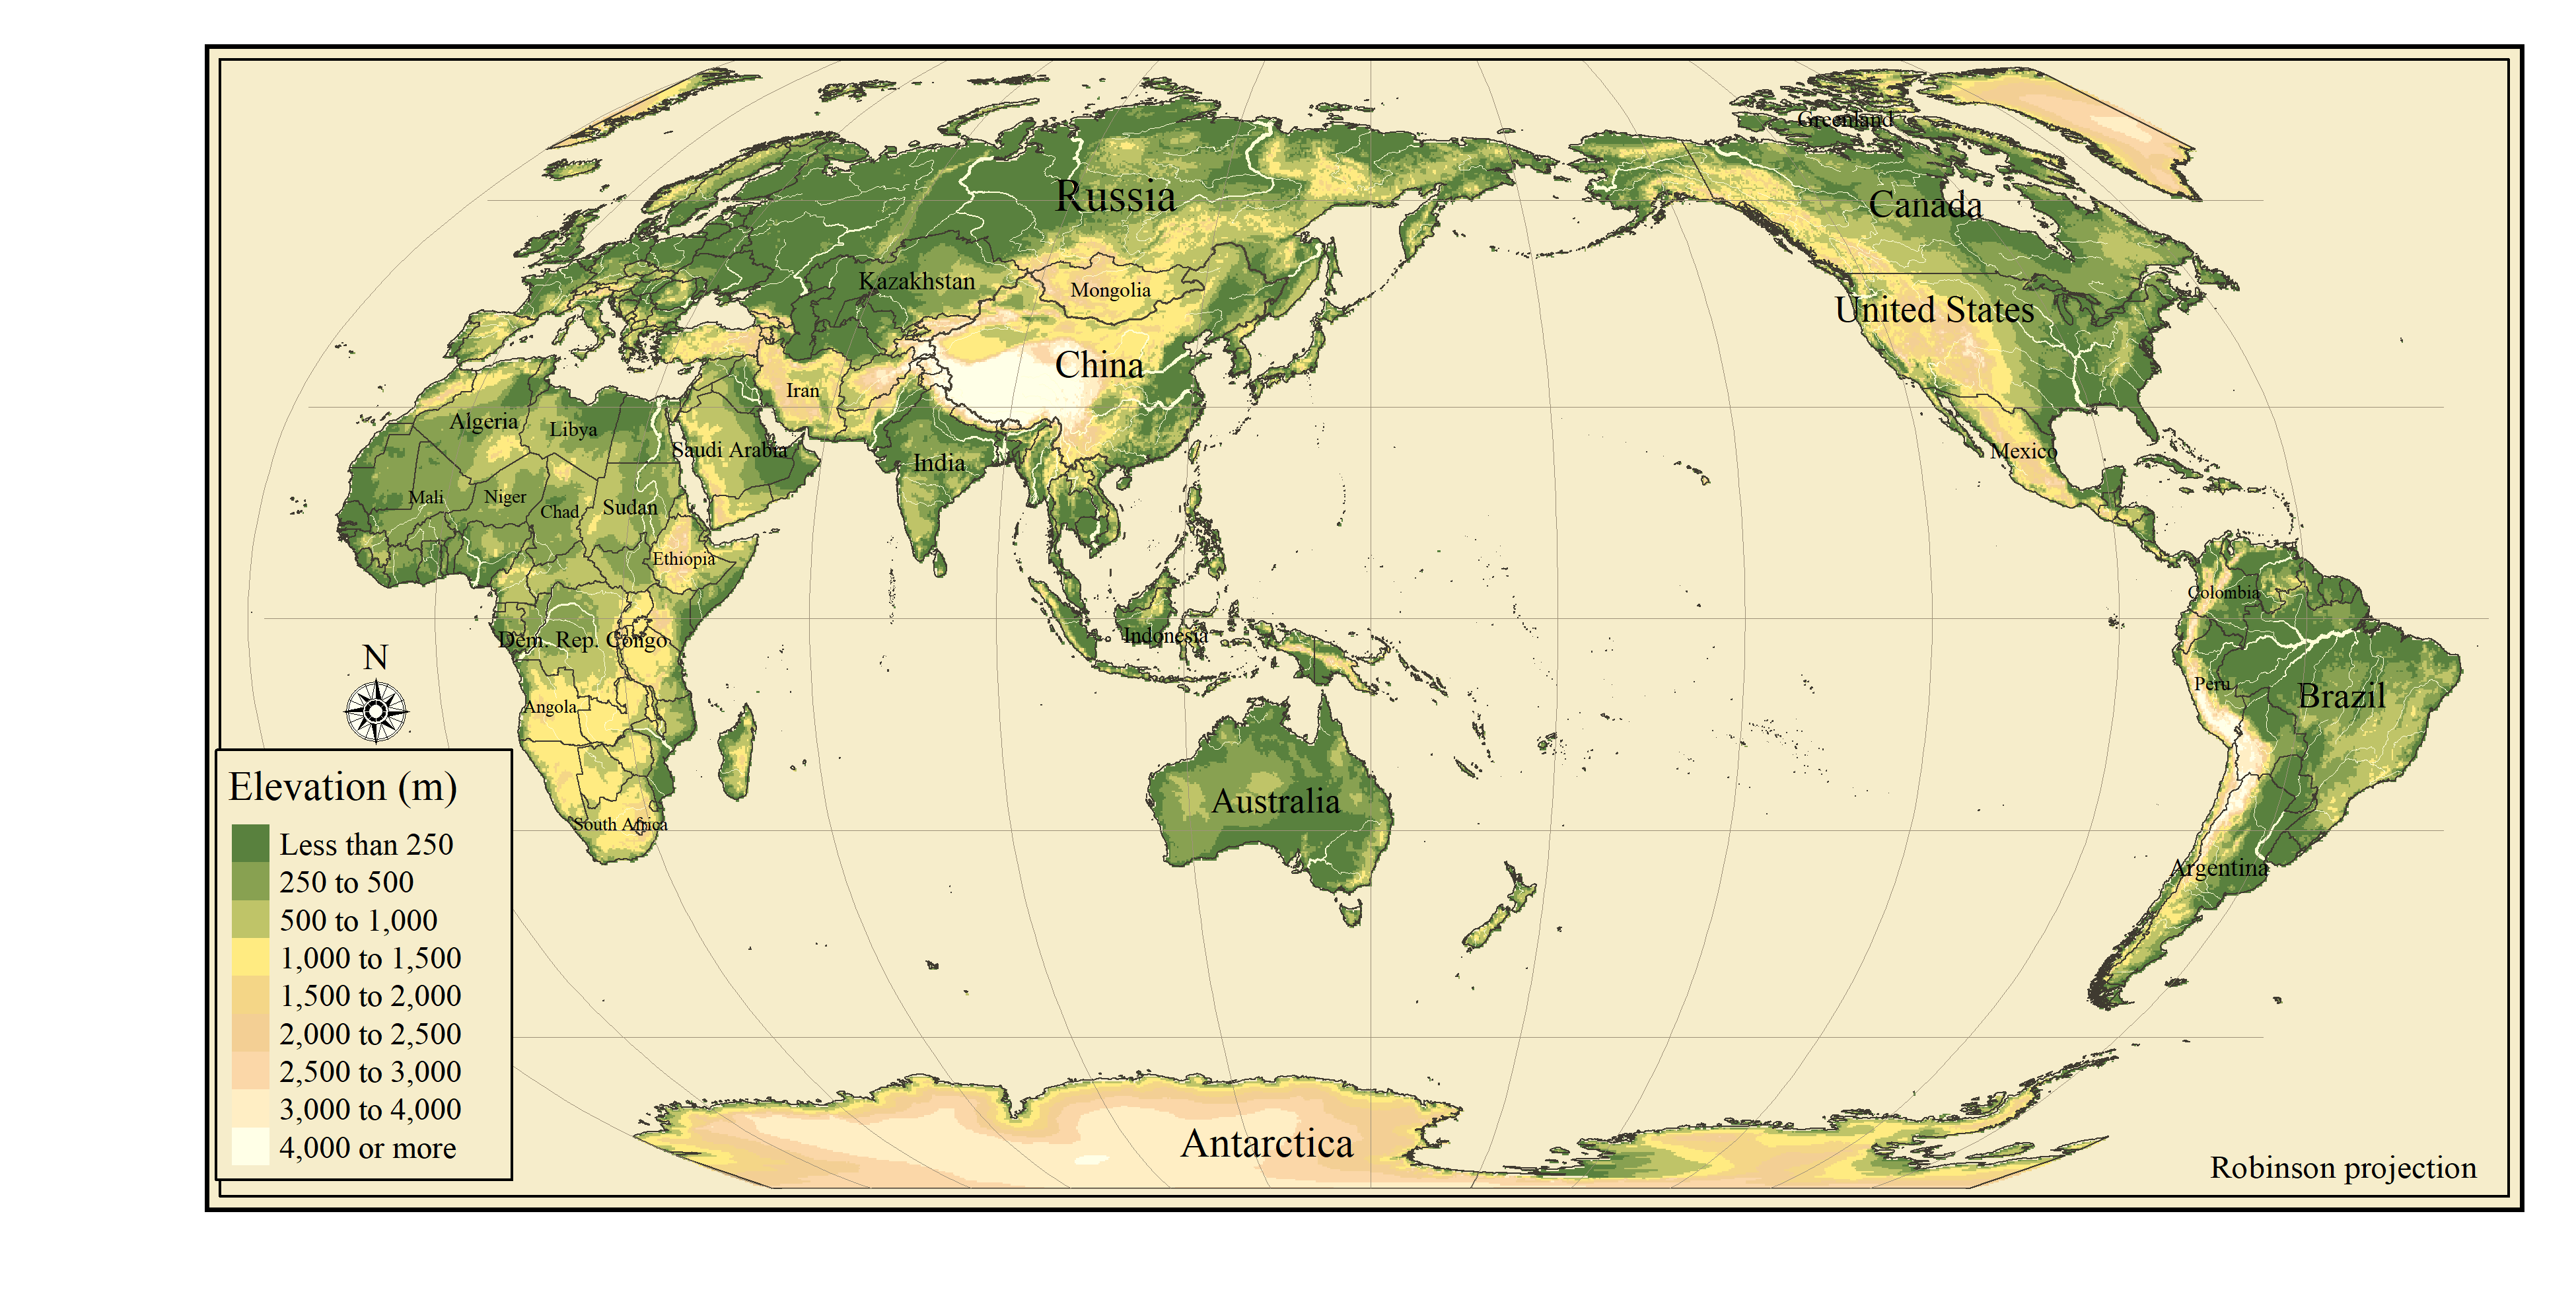 Greenland
Russia
Canada
Kazakhstan
Mongolia
United States
China
Iran
Algeria
Libya
Saudi Arabia
India
Mexico
Mali
Niger
Chad
Sudan
Ethiopia
Colombia
Dem. Rep. Congo
Indonesia
N
Peru
Brazil
Angola
Australia
South Africa
Argentina
Elevation (m)
Less than 250
250 to 500
500 to 1,000
1,000 to 1,500
1,500 to 2,000
2,000 to 2,500
2,500 to 3,000
3,000 to 4,000
4,000 or more
Antarctica
Robinson projection